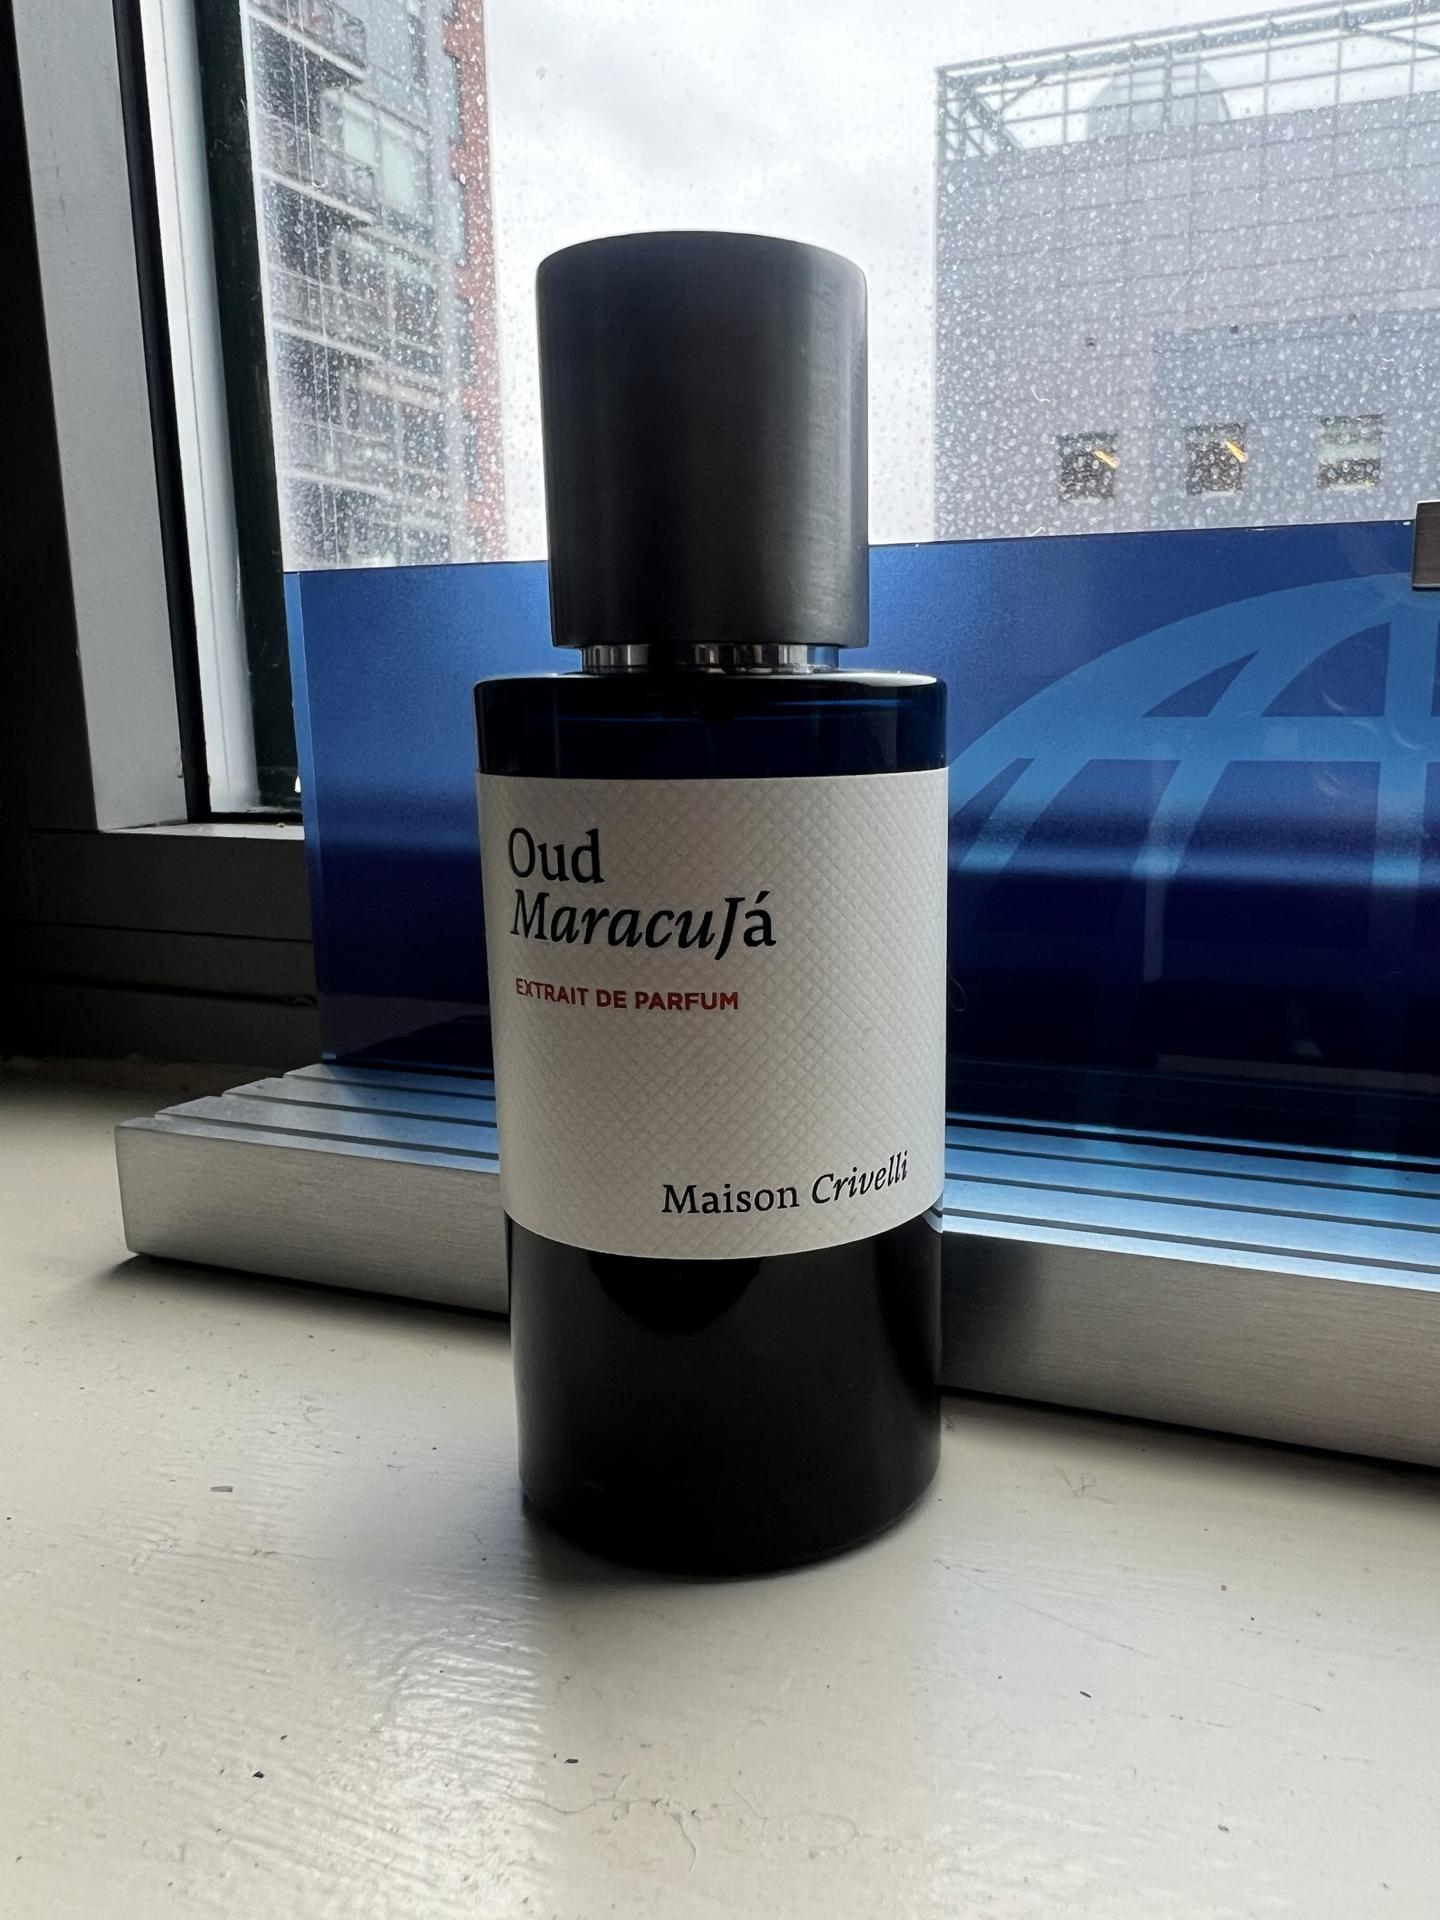 Oud
MaracuJá
EXTRAIT DE PARFUM
Maison Crivelli